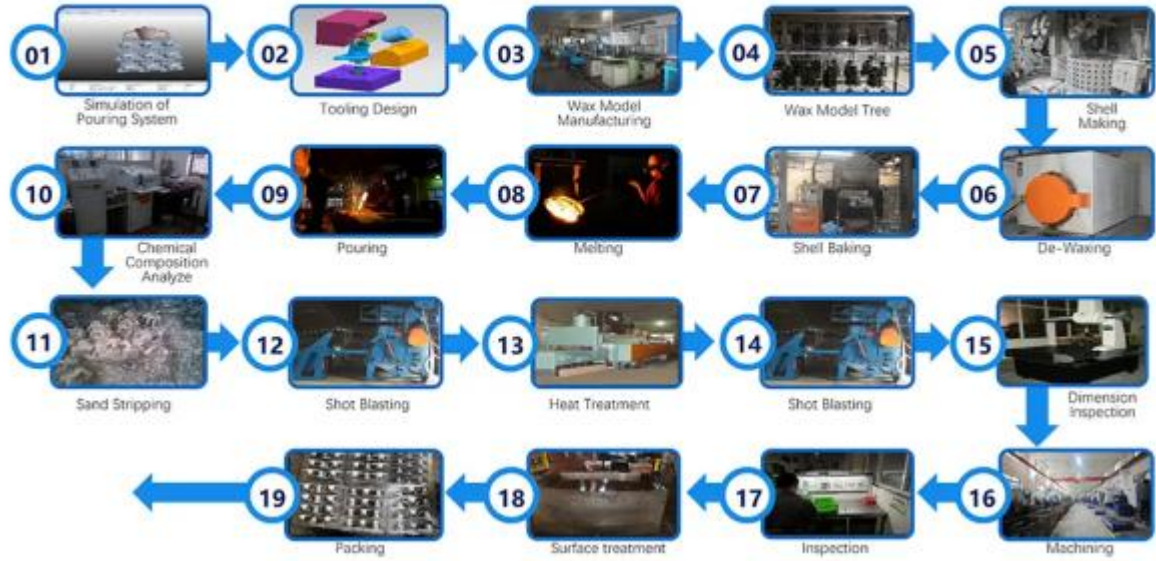 01
Simulation of
Pouring System
02
Tooling Design
03
Wax Model
Manufacturing
04
Wax Model Tree
05
Shell
Making
06
De-Waxing
07
Shell Baking
08
Melting
09
Pouring
10
Chemical
Composition
Analyze
11
Sand Stripping
12
Shot Blasting
13
Heat Treatment
14
Shot Blasting
15
Dimension
Inspection
16
Machining
17
Inspection
18
Surface treatment
19
Packing